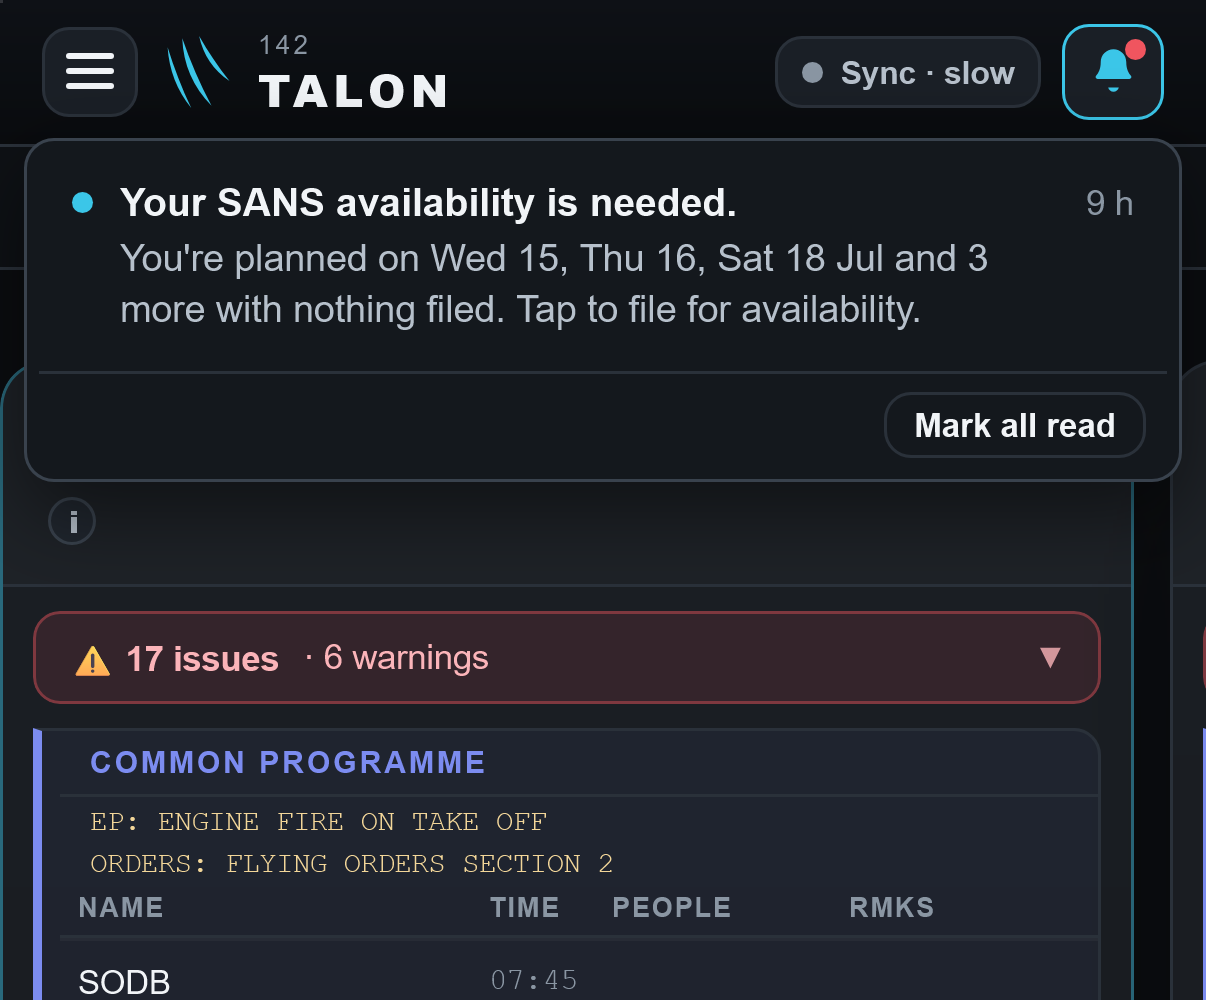 142
TALON
Sync · slow
Your SANS availability is needed.
9 h
You're planned on Wed 15, Thu 16, Sat 18 Jul and 3
more with nothing filed. Tap to file for availability.
Mark all read
i
17 issues · 6 warnings
COMMON PROGRAMME
EP: ENGINE FIRE ON TAKE OFF
ORDERS: FLYING ORDERS SECTION 2
NAME TIME PEOPLE RMKS
SODB 07:45